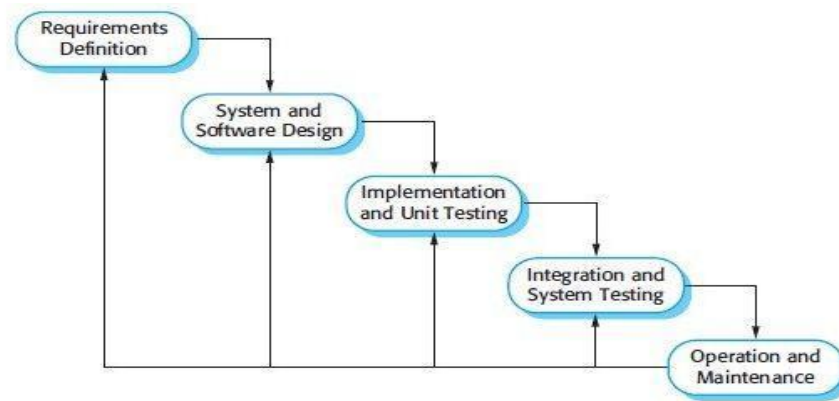 Requirements
Definition
System and
Software Design
Implementation
and Unit Testing
Integration and
System Testing
Operation and
Maintenance